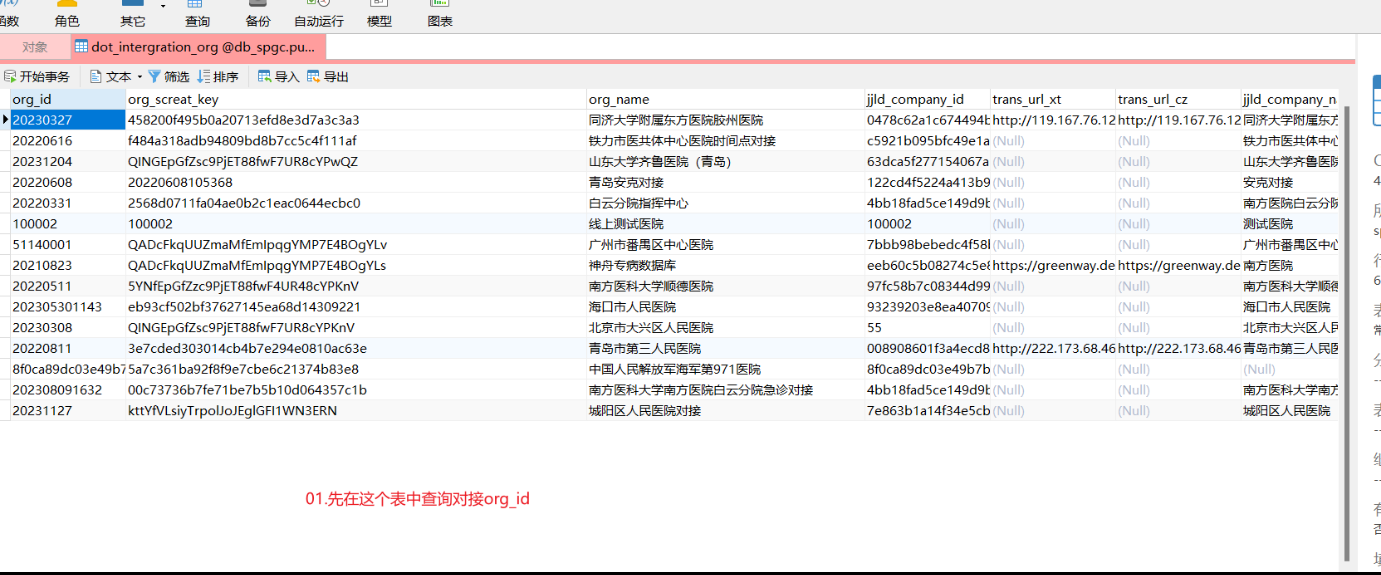 函数 角色 其它 查询 备份 自动运行 模型 图表
对象 dot_intergration_org @db_spgc.pu...
开始事务 文本 筛选 排序 导入 导出
org_id org_screat_key org_name jjld_company_id trans_url_xt trans_url_cz jjld_company_n
20230327 458200f495b0a20713efd8e3d7a3c3a3 同济大学附属东方医院胶州医院 0478c62a1c674494b http://119.167.76.12 http://119.167.76.12 同济大学附属东方
20220616 f484a318adb94809bd8b7cc5c4f111af 铁力市医共体中心医院时间点对接 c5921b095bfc49e1a (Null) (Null) 铁力市医共体中心
20231204 QINGEpGfZsc9PjET88fwF7UR8cYPwQZ 山东大学齐鲁医院（青岛） 63dca5f277154067a (Null) (Null) 山东大学齐鲁医院
20220608 20220608105368 青岛安克对接 122cd4f5224a413b9 (Null) (Null) 安克对接
20220331 2568d0711fa04ae0b2c1eac0644ecbc0 白云分院指挥中心 4bb18fad5ce149d9b (Null) (Null) 南方医院白云分院
100002 100002 线上测试医院 100002 (Null) (Null) 测试医院
51140001 QADcFkqUUZmaMfEmIpqgYMP7E4BOgYLv 广州市番禺区中心医院 7bbb98bebedc4f58 (Null) (Null) 广州市番禺区中心
20210823 QADcFkqUUZmaMfEmIpqgYMP7E4BOgYLs 神舟专病数据库 eeb60c5b08274c5e8 https://greenway.de https://greenway.de 南方医院
20220511 5YNfEpGfZzc9PjET88fwF4UR48cYPKnV 南方医科大学顺德医院 97fc58b7c08344d99 (Null) (Null) 南方医科大学顺德
202305301143 eb93cf502bf37627145ea68d14309221 海口市人民医院 93239203e8ea40709 (Null) (Null) 海口市人民医院
20230308 QINGEpGfZsc9PjET88fwF7UR8cYPKnV 北京市大兴区人民医院 55 (Null) (Null) 北京市大兴区人民
20220811 3e7cded303014cb4b7e294e0810ac63e 青岛市第三人民医院 008908601f3a4ecd8 http://222.173.68.46 http://222.173.68.46 青岛市第三人民医
8f0ca89dc03e49b7 5a7c361ba92f8f9e7cbe6c21374b83e8 中国人民解放军海军第971医院 8f0ca89dc03e49b7b (Null) (Null) (Null)
202308091632 00c73736b7fe71be7b5b10d064357c1b 南方医科大学南方医院白云分院急诊对接 4bb18fad5ce149d9b (Null) (Null) 南方医科大学南方
20231127 kttYfVLsiyTrpolJoJEglGFI1WN3ERN 城阳区人民医院对接 7e863b1a14f34e5cb (Null) (Null) 城阳区人民医院
01.先在这个表中查询对接org_id